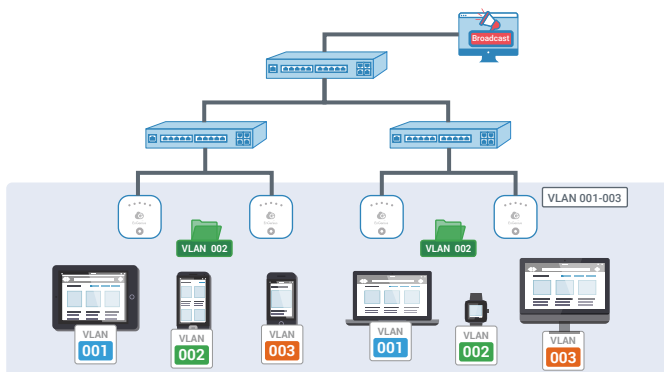 Broadcast
VLAN 001-003
VLAN 002
VLAN 002
VLAN
001
VLAN
002
VLAN
003
VLAN
001
VLAN
002
VLAN
003